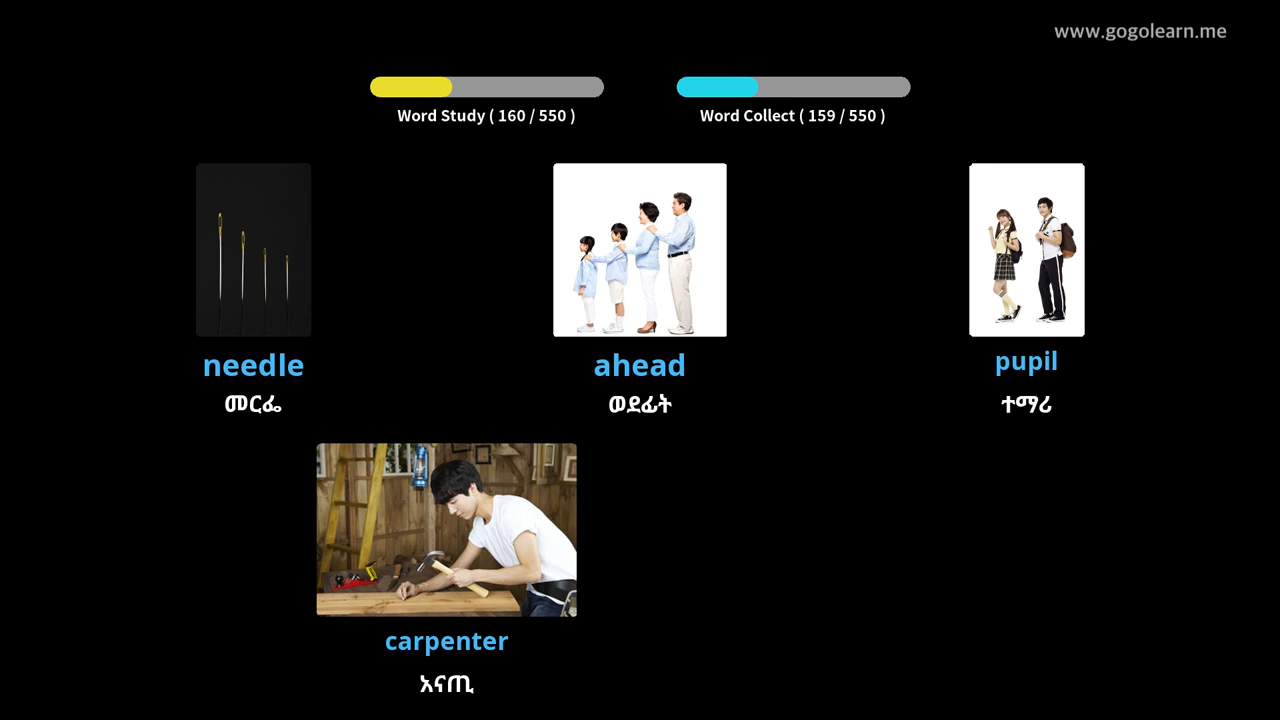 www.gogolearn.me
Word Study ( 160 / 550 )
Word Collect ( 159 / 550 )
needle
መርፌ
ahead
ወደፊት
pupil
ተማሪ
carpenter
አናጢ